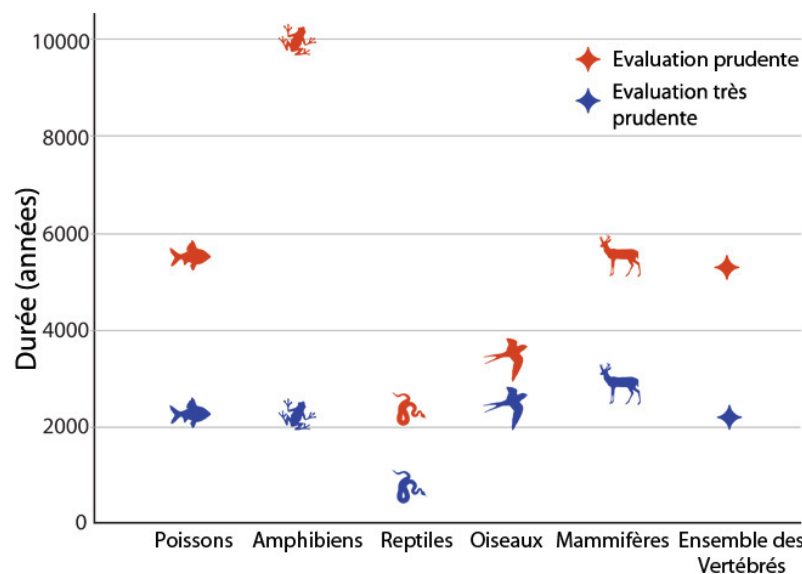 10000
8000
6000
4000
2000
0
Durée (années)
Evaluation prudente
Evaluation très
prudente
Poissons Amphibiens Reptiles Oiseaux Mammifères Ensemble des
Vertébrés